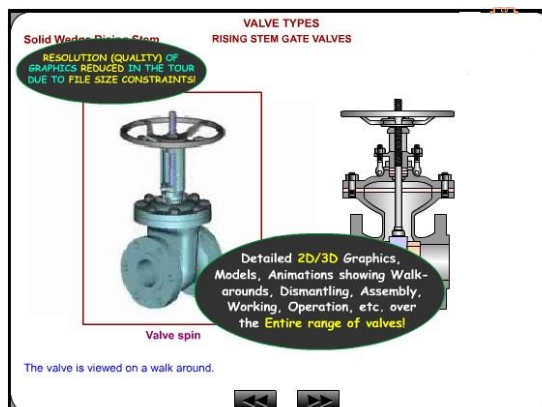 VALVE TYPES
Solid Wedge Rising Stem
RISING STEM GATE VALVES
RESOLUTION (QUALITY) OF
GRAPHICS REDUCED IN THE TOUR
DUE TO FILE SIZE CONSTRAINTS!
Detailed 2D/3D Graphics,
Models, Animations showing Walk-
arounds, Dismantling, Assembly,
Working, Operation, etc. over
the Entire range of valves!
Valve spin
The valve is viewed on a walk around.